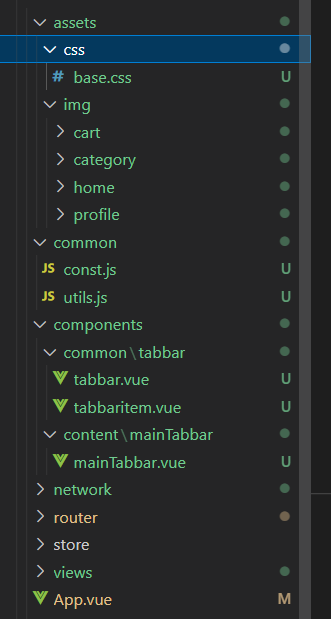 assets
css
# base.css U
img
cart
category
home
profile
common
JS const.js U
JS utils.js U
components
common\tabbar
tabbar.vue U
tabbaritem.vue U
content\mainTabbar
mainTabbar.vue U
network
router
store
views
App.vue M